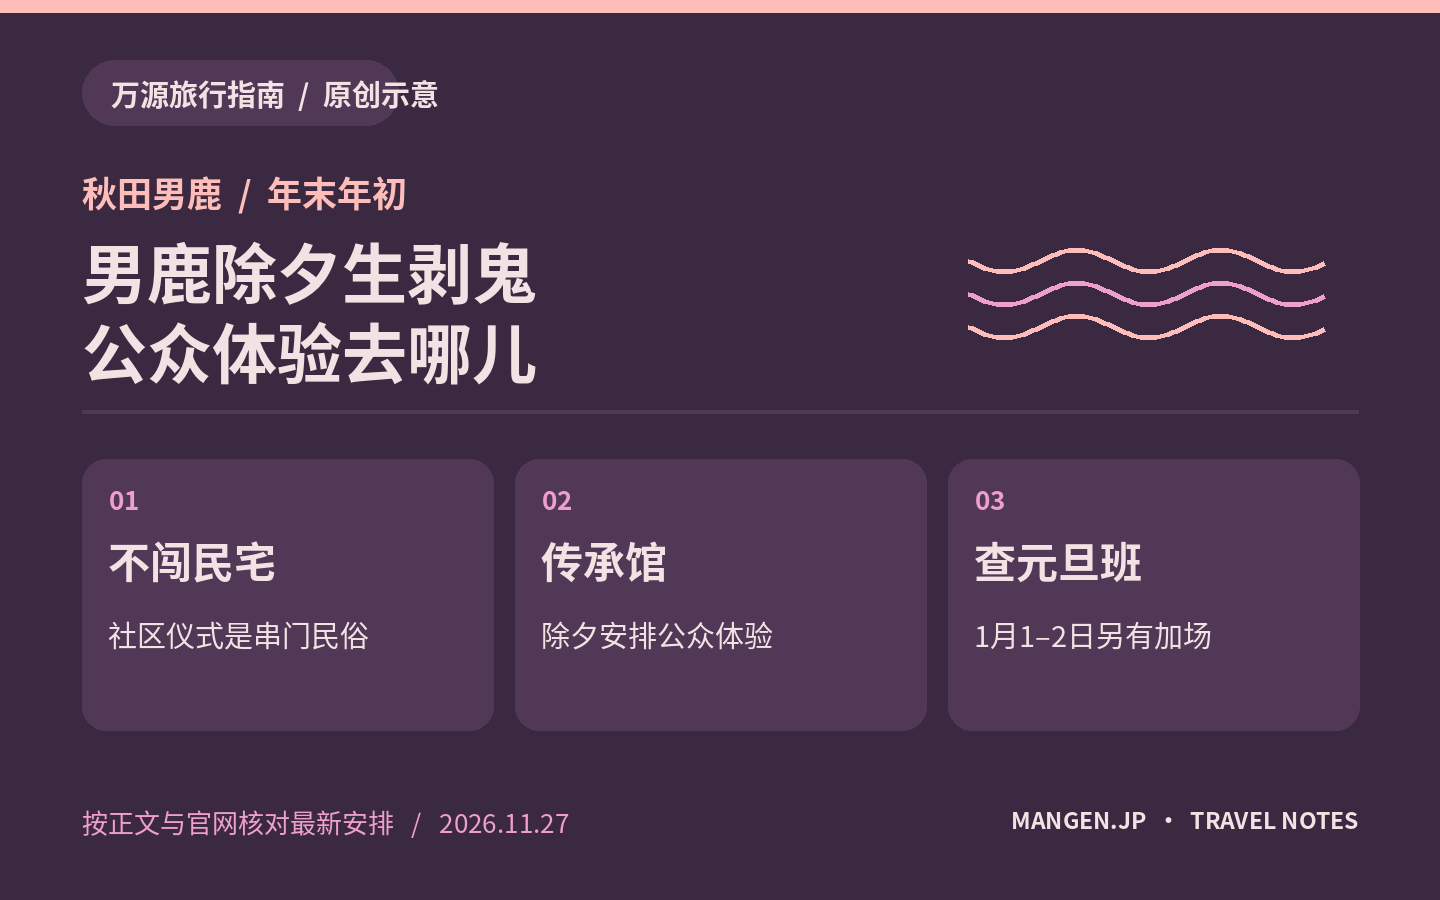 万源旅行指南 / 原创示意
秋田男鹿 / 年末年初
男鹿除夕生剥鬼
公众体验去哪儿
01
不闯民宅
社区仪式是串门民俗
02
传承馆
除夕安排公众体验
03
查元旦班
1月1–2日另有加场
按正文与官网核对最新安排 / 2026.11.27
MANGEN.JP • TRAVEL NOTES